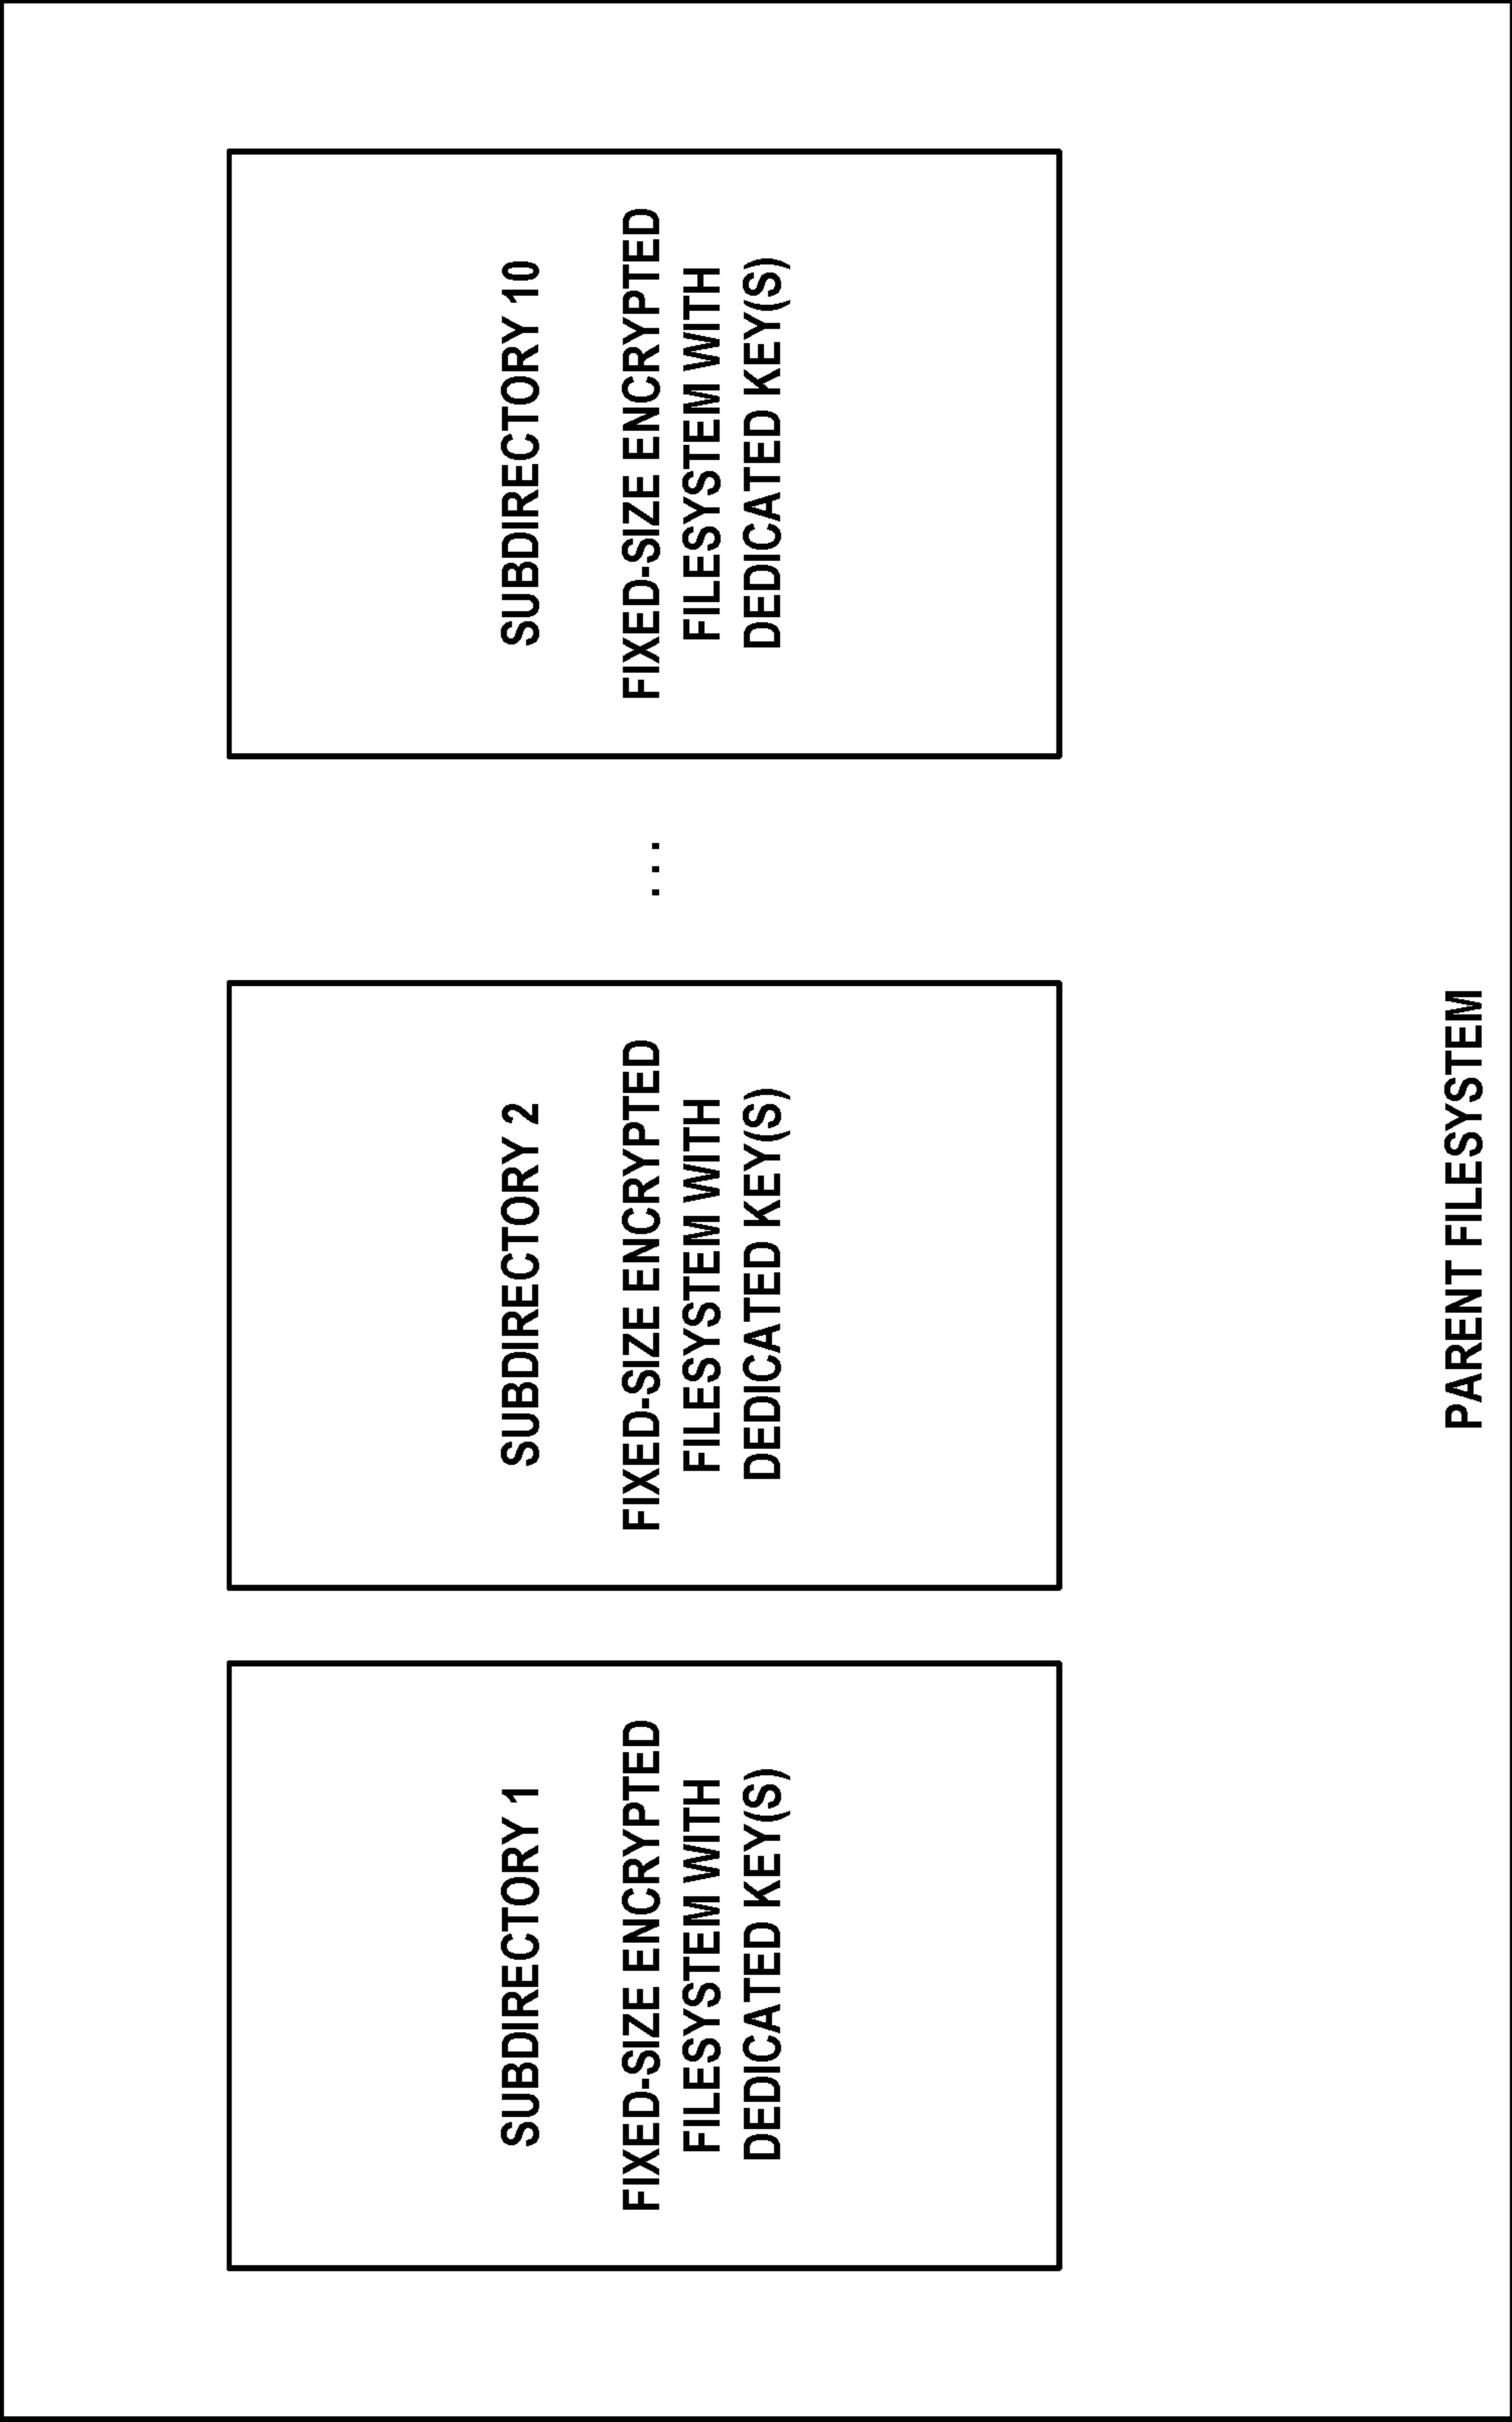 SUBDIRECTORY 1
FIXED-SIZE ENCRYPTED
FILESYSTEM WITH
DEDICATED KEY(S)
SUBDIRECTORY 2
FIXED-SIZE ENCRYPTED
FILESYSTEM WITH
DEDICATED KEY(S)
...
SUBDIRECTORY 10
FIXED-SIZE ENCRYPTED
FILESYSTEM WITH
DEDICATED KEY(S)
PARENT FILESYSTEM